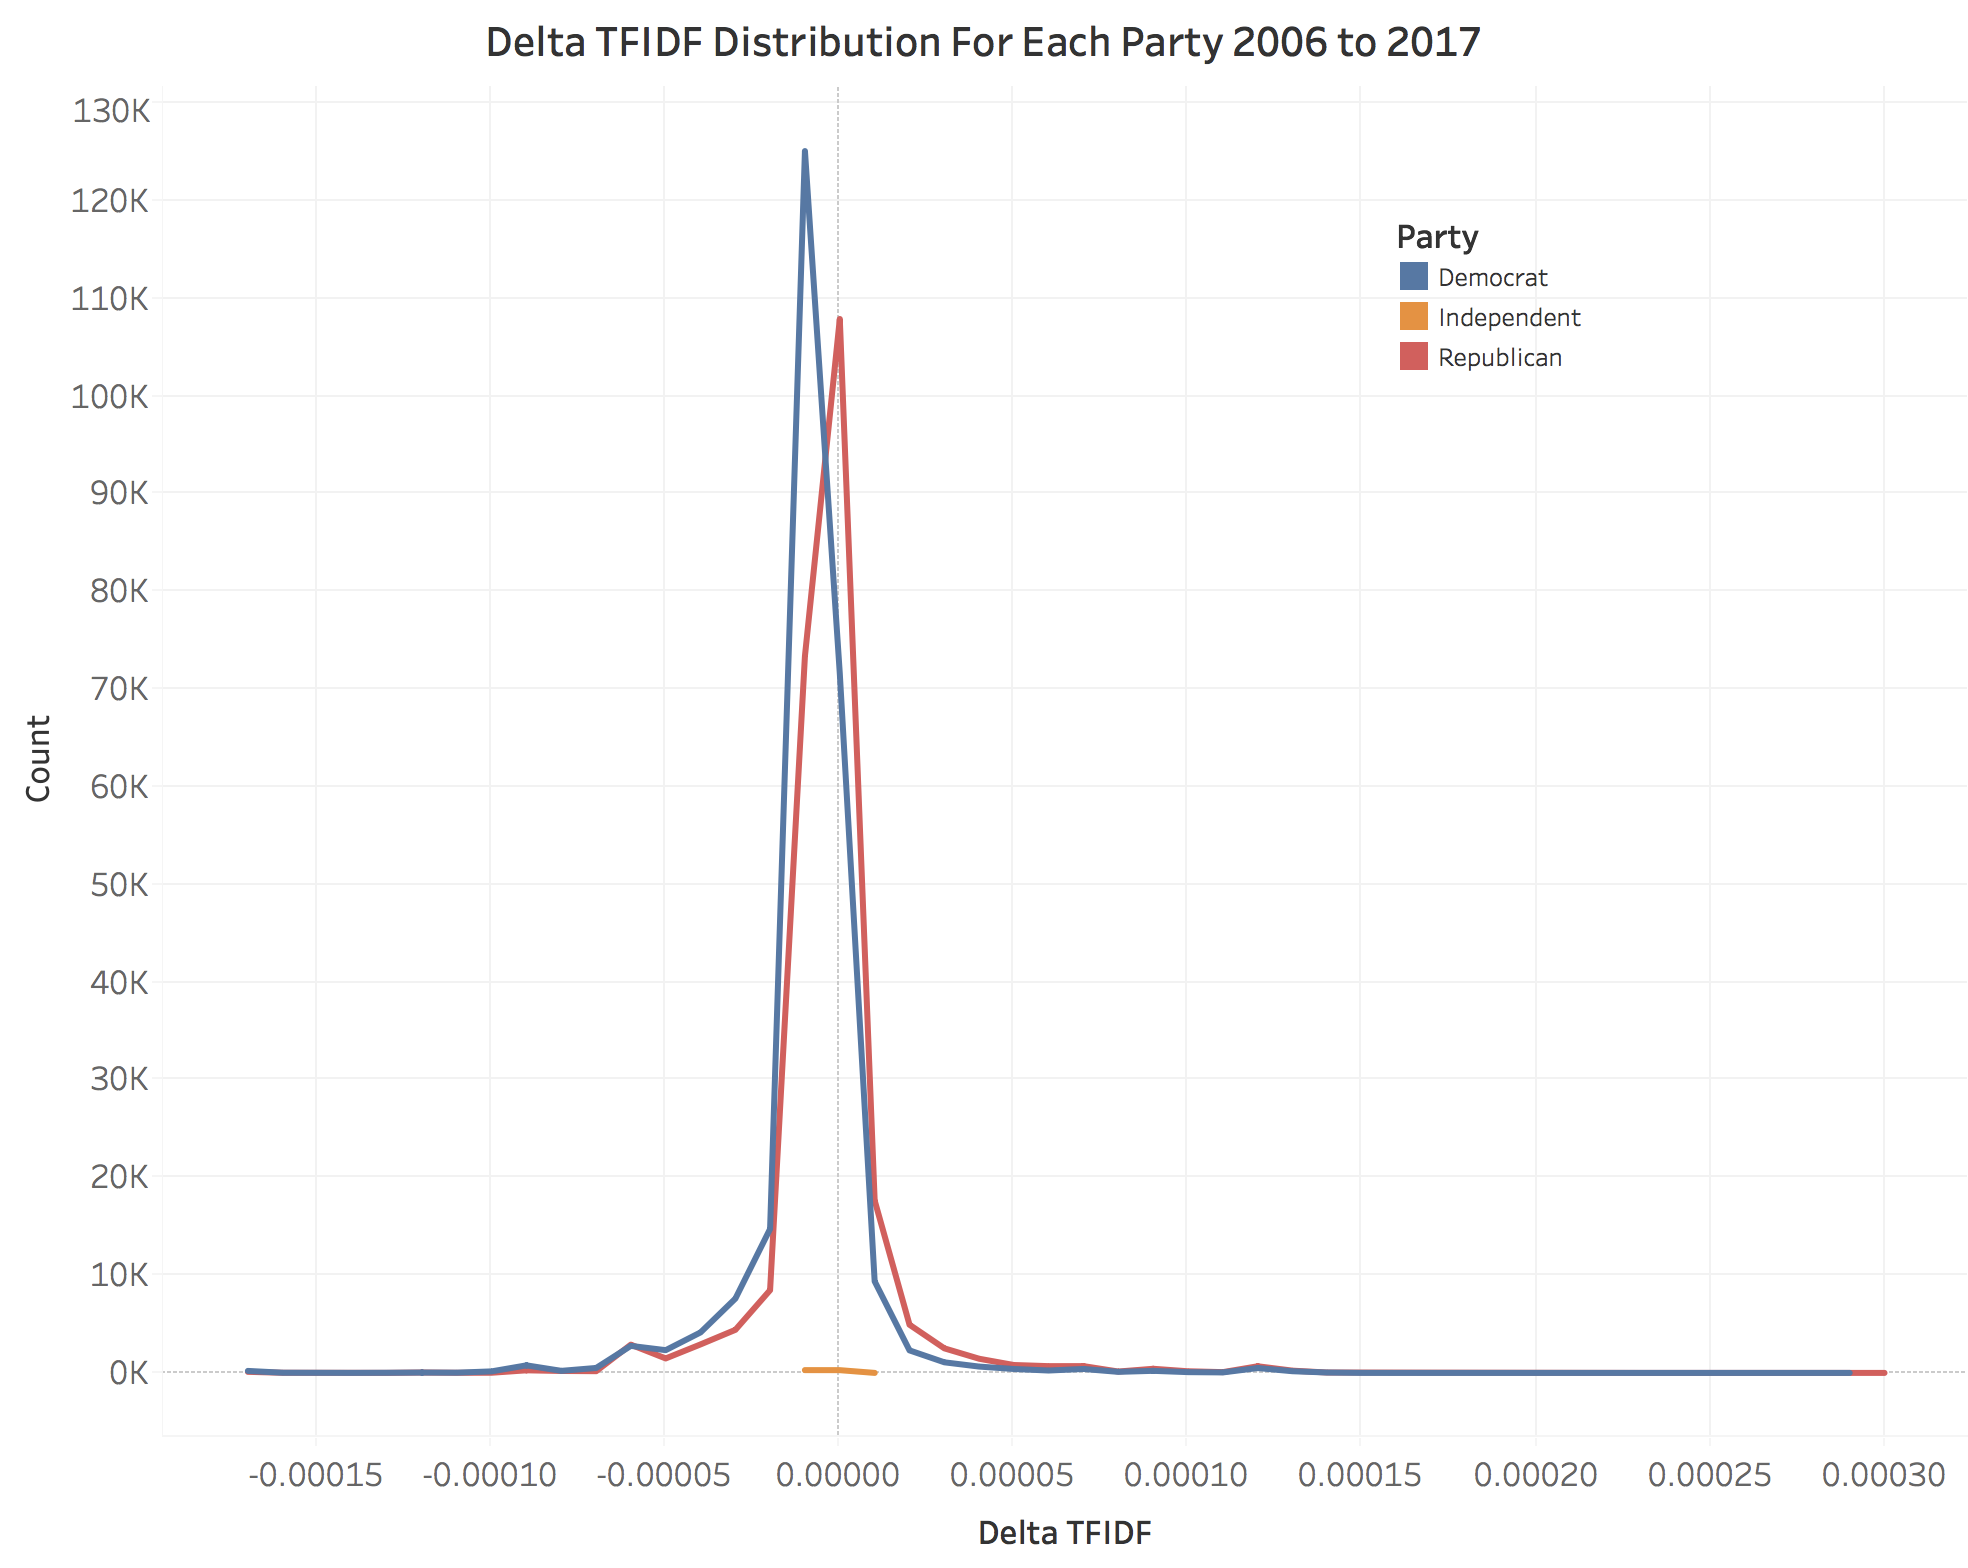 Delta TFIDF Distribution For Each Party 2006 to 2017
130K
120K
110K
100K
90K
80K
70K
60K
50K
40K
30K
20K
10K
0K
Count
Party
Democrat
Independent
Republican
-0.00015 -0.00010 -0.00005 0.00000 0.00005 0.00010 0.00015 0.00020 0.00025 0.00030
Delta TFIDF